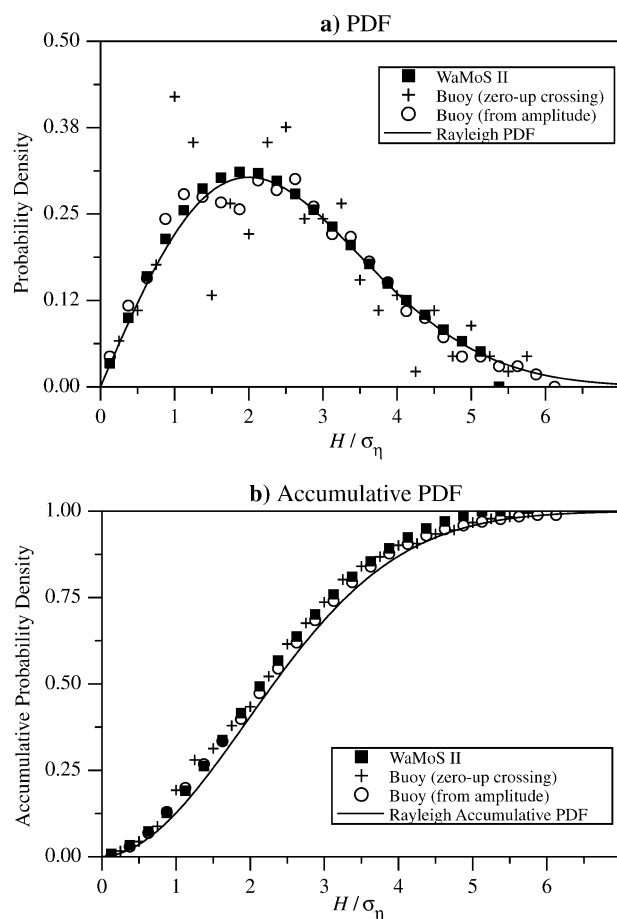 a) PDF
0.50
0.38
0.25
0.12
0.00
Probability Density
WaMoS II
Buoy (zero-up crossing)
Buoy (from amplitude)
Rayleigh PDF
0 1 2 3 4 5 6
H / ση
b) Accumulative PDF
1.00
0.75
0.50
0.25
0.00
Accumulative Probability Density
WaMoS II
Buoy (zero-up crossing)
Buoy (from amplitude)
Rayleigh Accumulative PDF
0 1 2 3 4 5 6
H / ση